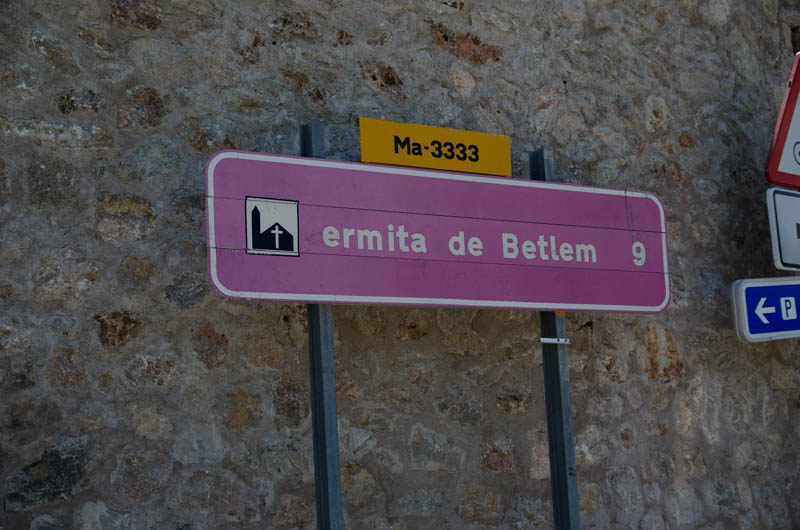 Ma-3333
ermita de Betlem 9
P